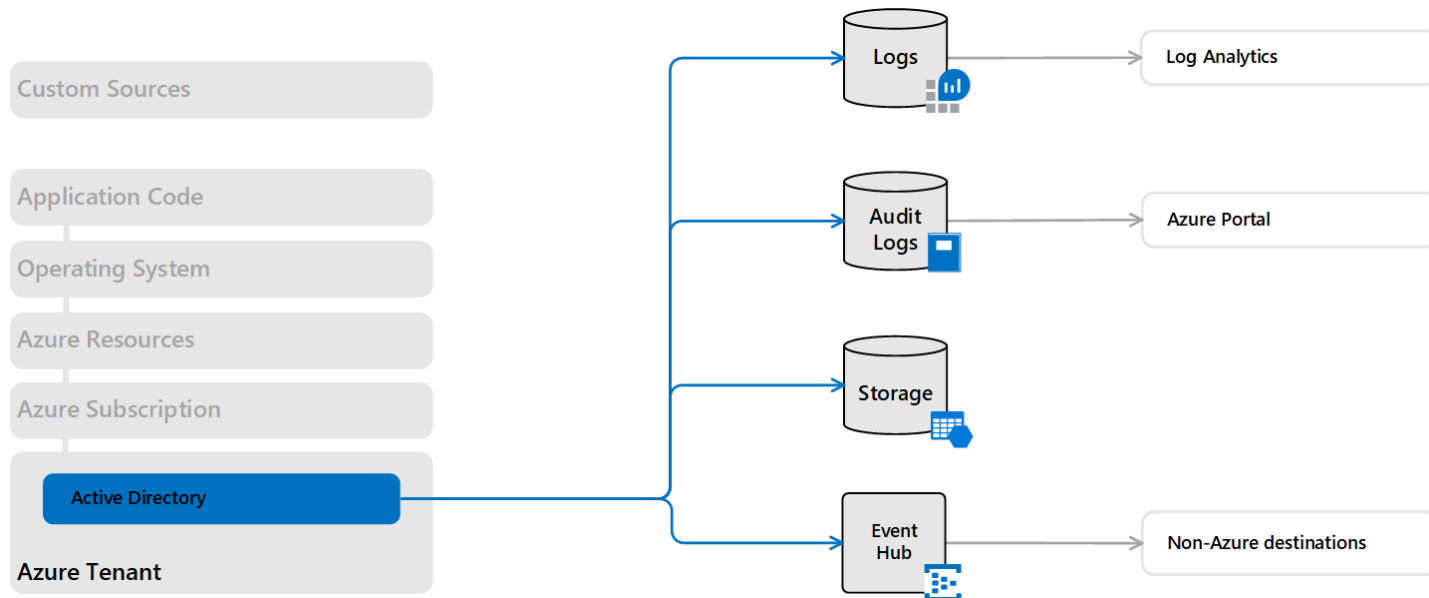 Custom Sources
Application Code
Operating System
Azure Resources
Azure Subscription
Active Directory
Azure Tenant
Logs
Log Analytics
Audit
Logs
Azure Portal
Storage
Event
Hub
Non-Azure destinations